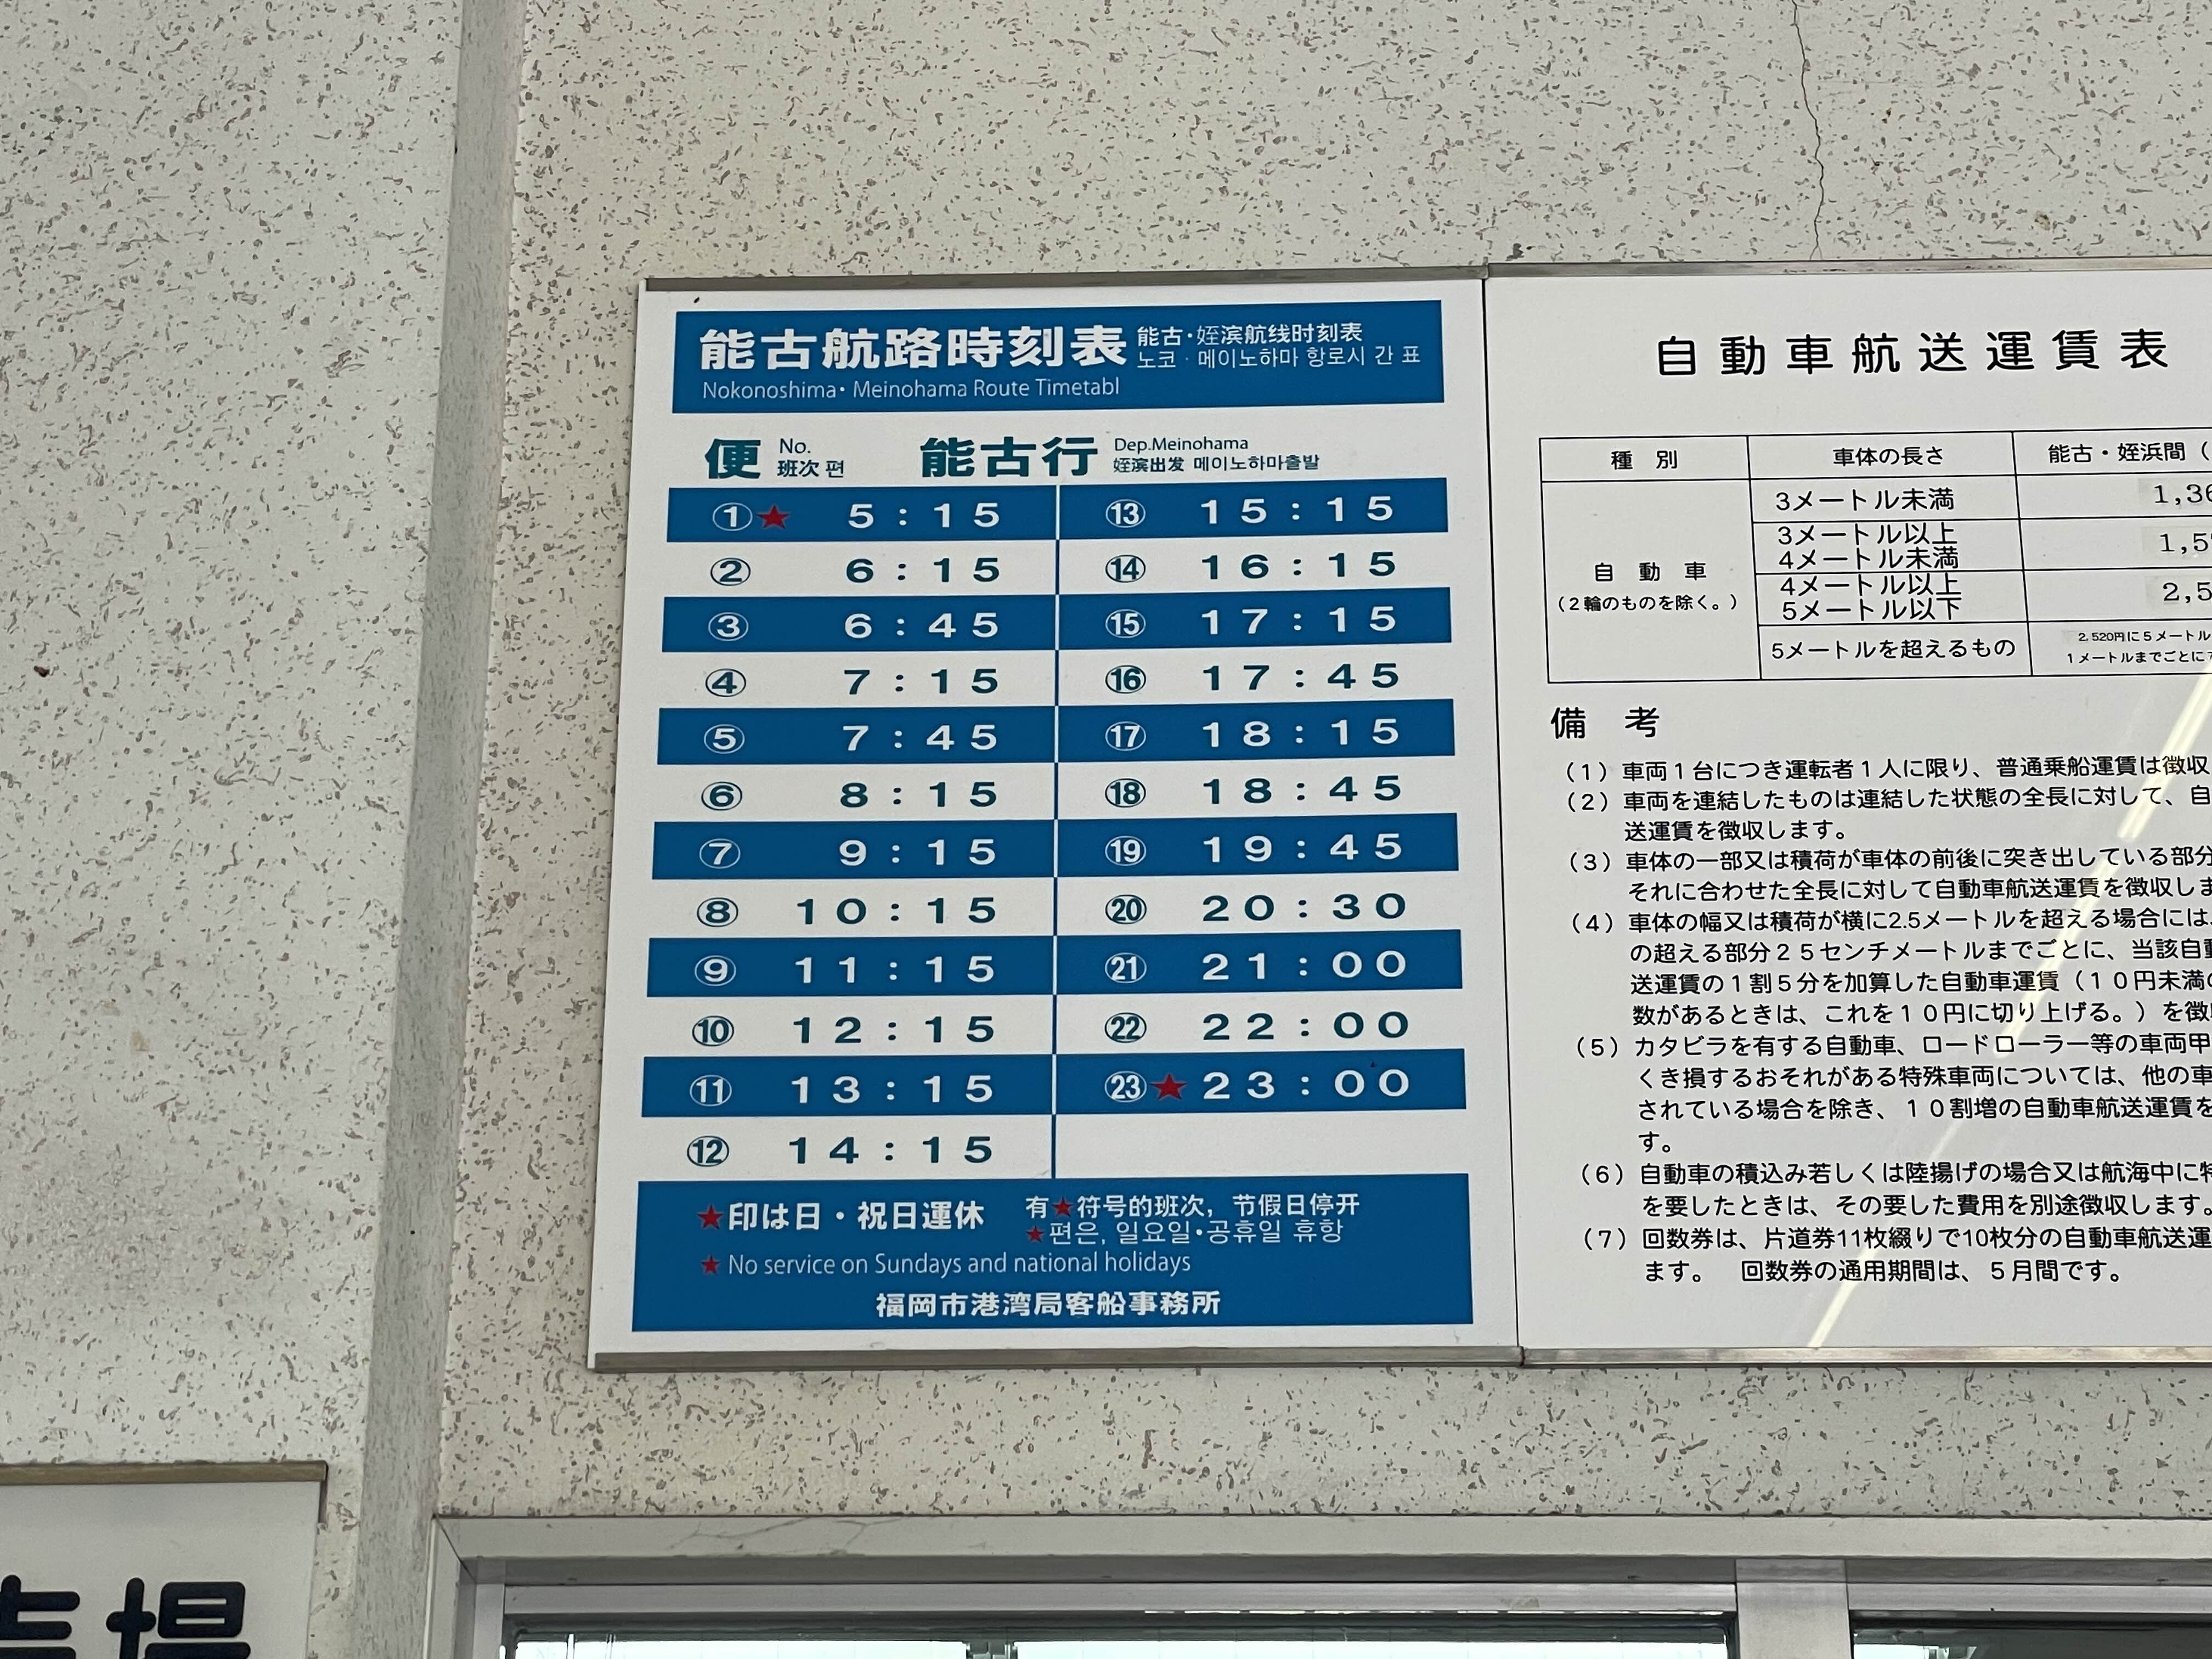 能古航路時刻表
能古・姪滨航线时刻表
노코・메이노하마 항로시 간 표
Nokonoshima・Meinohama Route Timetabl
便 No. 班次 편
能古行 Dep.Meinohama
姪滨出发 메이노하마출발
①★ 5:15 ⑬ 15:15
② 6:15 ⑭ 16:15
③ 6:45 ⑮ 17:15
④ 7:15 ⑯ 17:45
⑤ 7:45 ⑰ 18:15
⑥ 8:15 ⑱ 18:45
⑦ 9:15 ⑲ 19:45
⑧ 10:15 ⑳ 20:30
⑨ 11:15 ㉑ 21:00
⑩ 12:15 ㉒ 22:00
⑪ 13:15 ㉓★ 23:00
⑫ 14:15
★印は日・祝日運休
有★符号的班次，节假日停开
★편은, 일요일・공휴일 휴항
★ No service on Sundays and national holidays
福岡市港湾局客船事務所
自動車航送運賃表
種 別 車体の長さ 能古・姪浜間（
自 動 車
（２輪のものを除く。）
3メートル未満 1,36
3メートル以上
4メートル未満 1,5
4メートル以上
5メートル以下 2,5
5メートルを超えるもの 2,520円に５メートル
１メートルまでごとに
備 考
（１）車両１台につき運転者１人に限り、普通乗船運賃は徴収
（２）車両を連結したものは連結した状態の全長に対して、自
送運賃を徴収します。
（３）車体の一部又は積荷が車体の前後に突き出している部分
それに合わせた全長に対して自動車航送運賃を徴収しま
（４）車体の幅又は積荷が横に2.5メートルを超える場合には
の超える部分２５センチメートルまでごとに、当該自動
送運賃の１割５分を加算した自動車運賃（１０円未満の
数があるときは、これを１０円に切り上げる。）を徴
（５）カタピラを有する自動車、ロードローラー等の車両甲
くき損するおそれがある特殊車両については、他の車
されている場合を除き、１０割増の自動車航送運賃を
す。
（６）自動車の積込み若しくは陸揚げの場合又は航海中に特
を要したときは、その要した費用を別途徴収します。
（７）回数券は、片道券11枚綴りで10枚分の自動車航送運
ます。 回数券の通用期間は、５月間です。
場